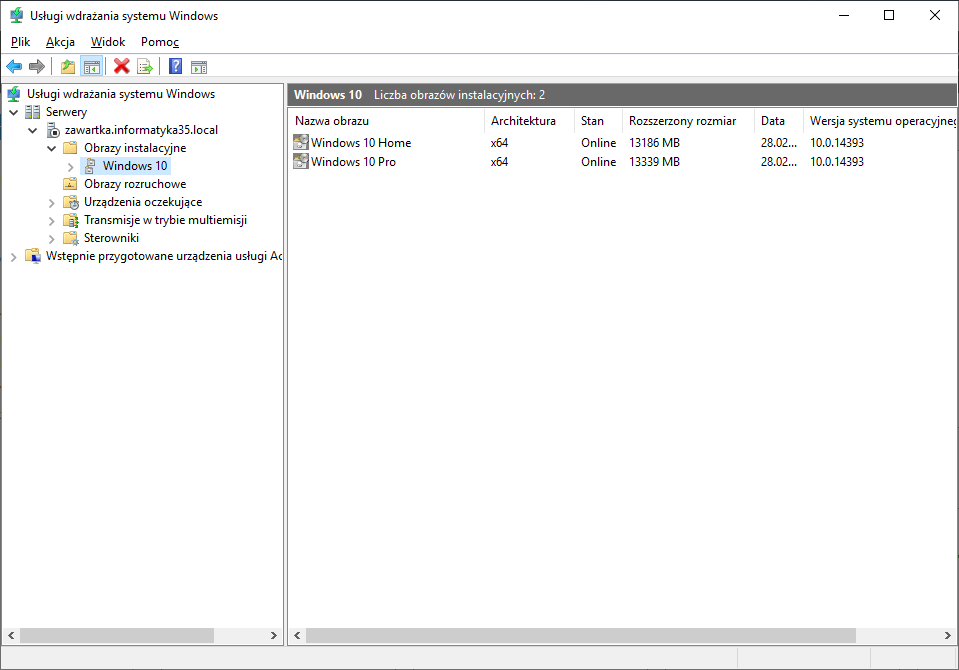 Usługi wdrażania systemu Windows
Plik Akcja Widok Pomoc
Usługi wdrażania systemu Windows
Serwery
zawartka.informatyka35.local
Obrazy instalacyjne
Windows 10
Obrazy rozruchowe
Urządzenia oczekujące
Transmisje w trybie multiemisji
Sterowniki
Wstępnie przygotowane urządzenia usługi Ac
Windows 10 Liczba obrazów instalacyjnych: 2
Nazwa obrazu Architektura Stan Rozszerzony rozmiar Data Wersja systemu operacyjneg
Windows 10 Home x64 Online 13186 MB 28.02... 10.0.14393
Windows 10 Pro x64 Online 13339 MB 28.02... 10.0.14393